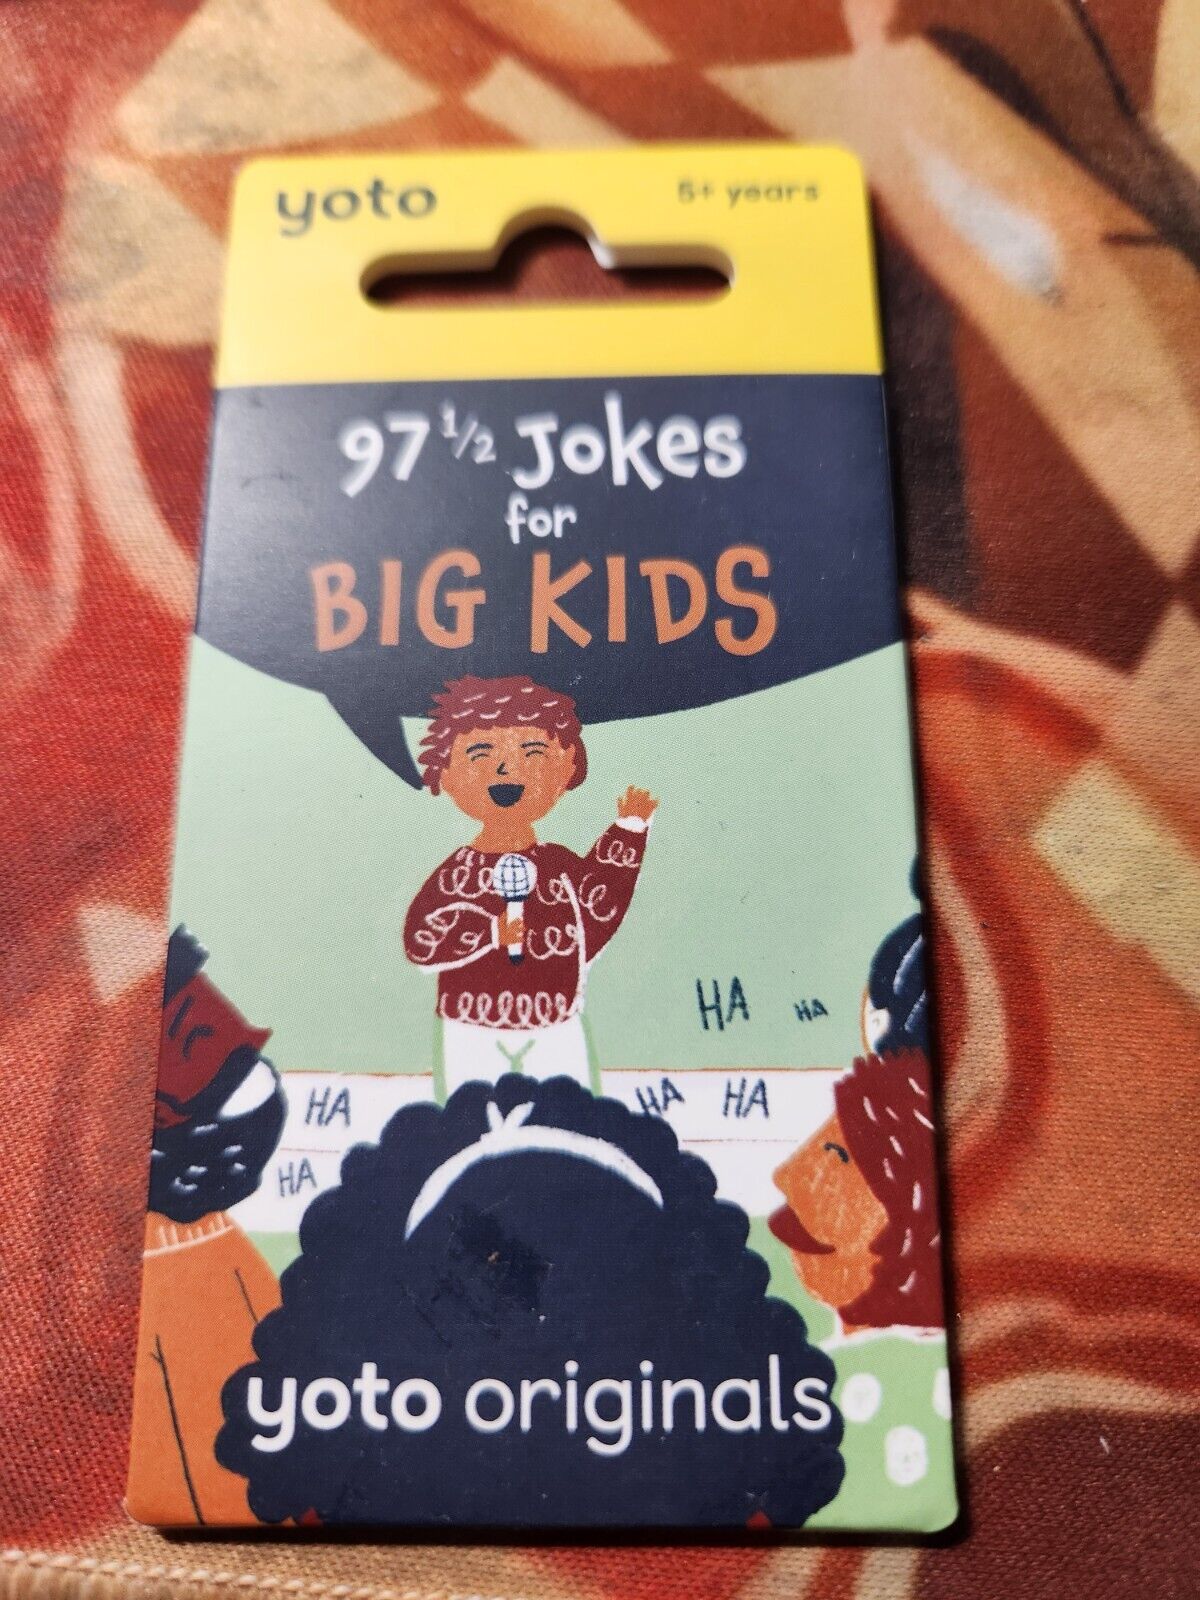 yoto 5+ years
97 1/2 Jokes
for
BIG KIDS
HA HA
HA HA HA
HA
yoto originals